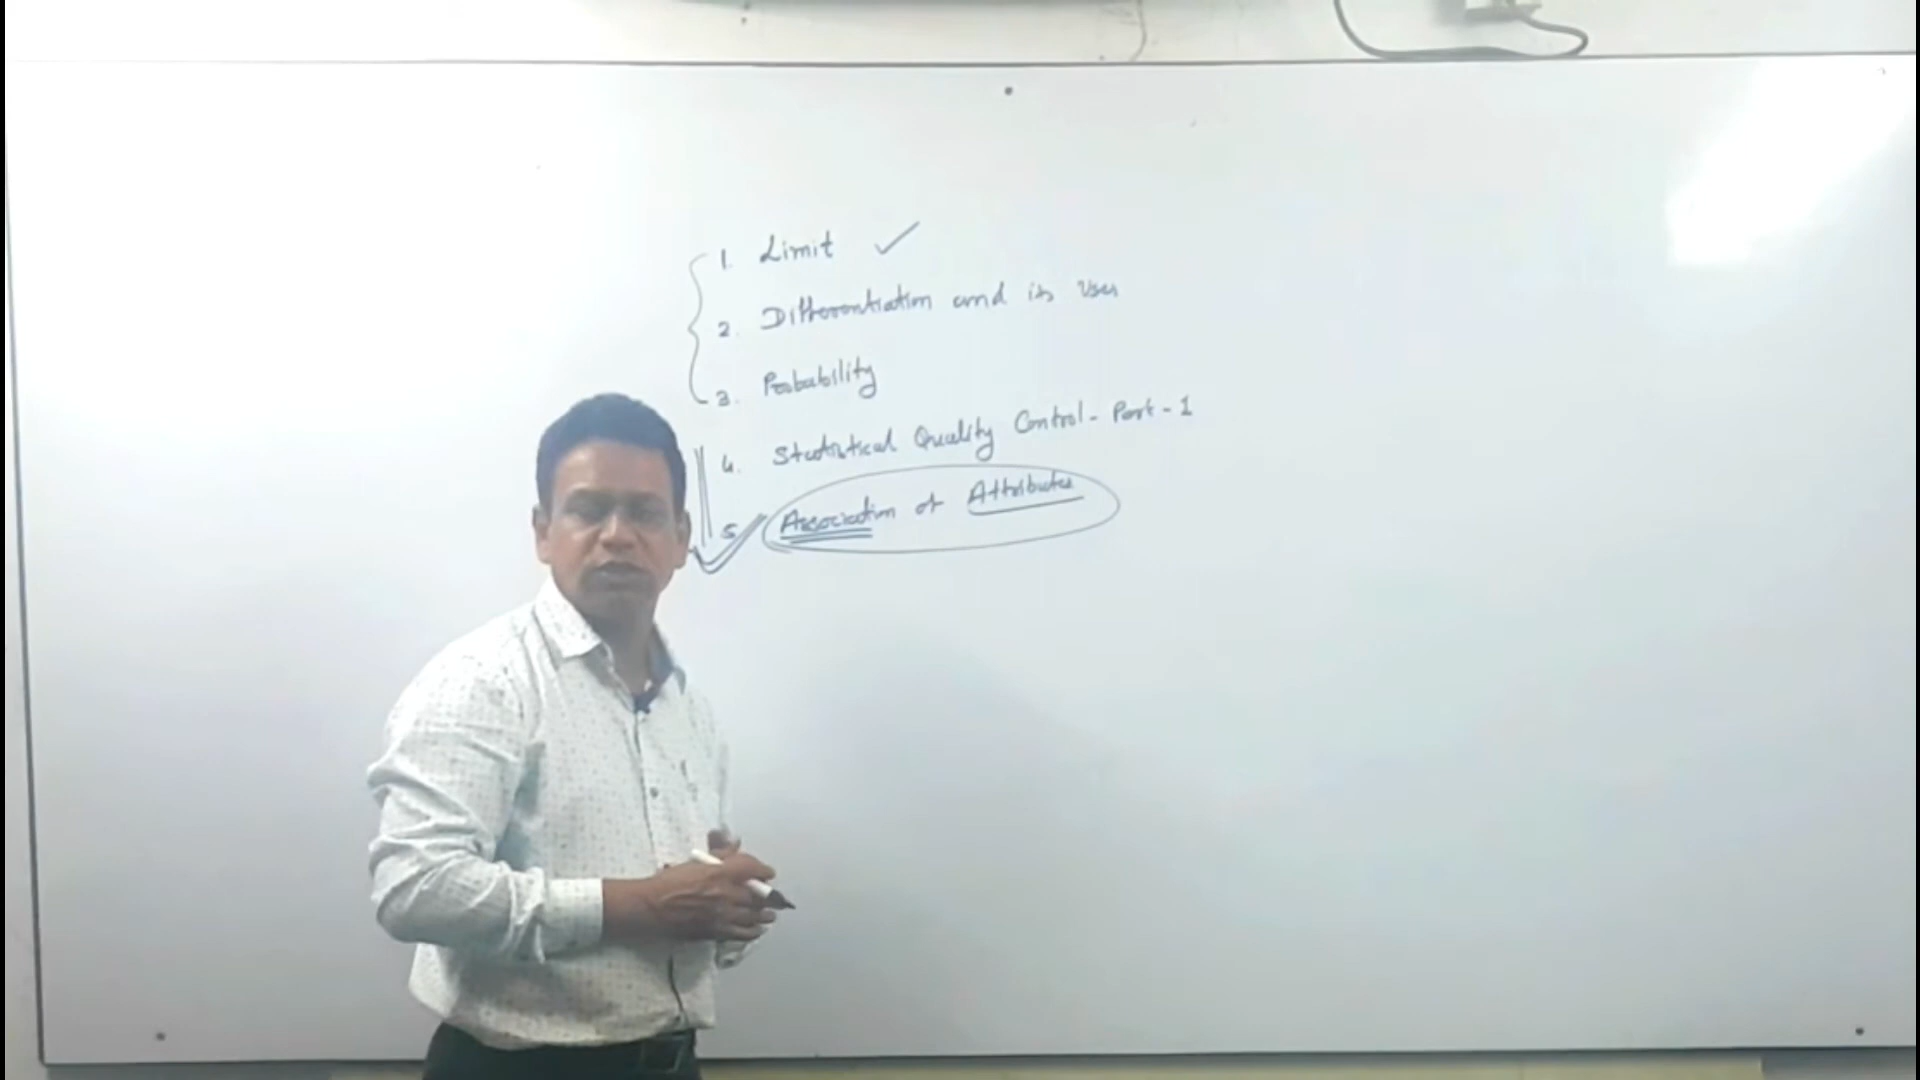 1. Limit
2. Differentiation and its Uses
3. Probability
4. Statistical Quality Control - Part - 1
5. Association of Attributes